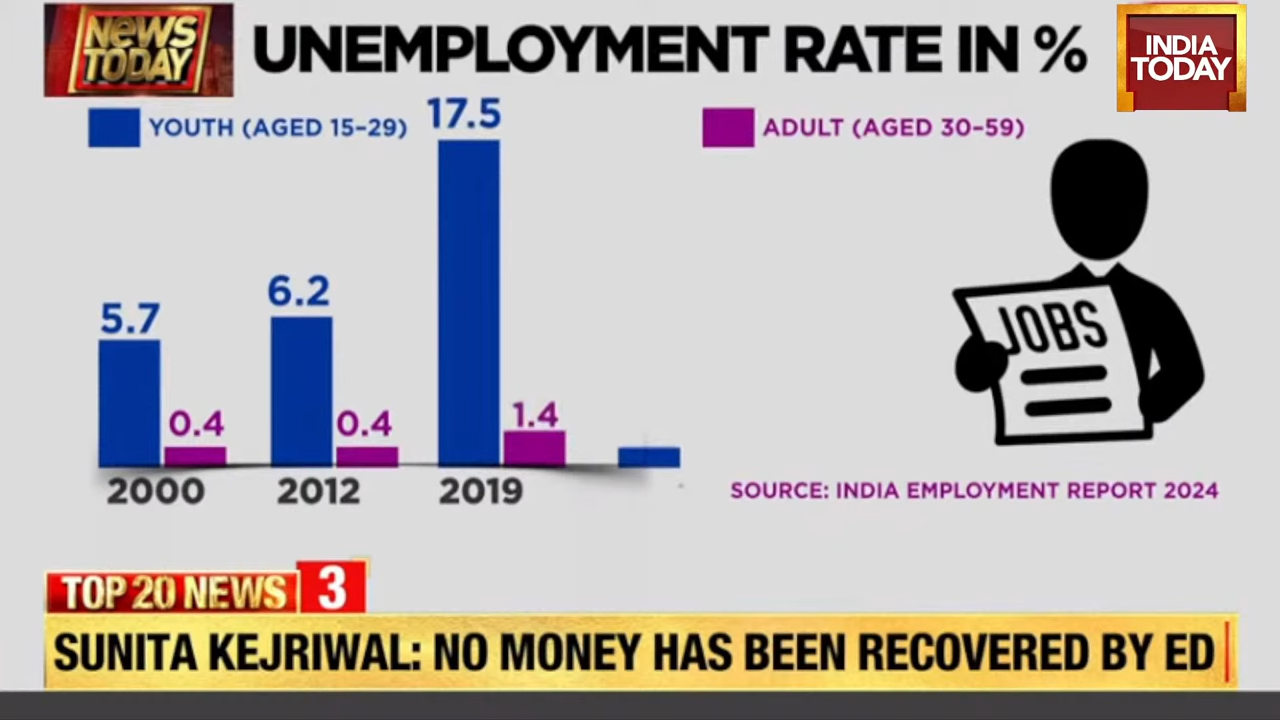 NEWS
TODAY
UNEMPLOYMENT RATE IN %
INDIA
TODAY
YOUTH (AGED 15-29)
ADULT (AGED 30-59)
17.5
6.2
5.7
0.4
0.4
1.4
JOBS
2000
2012
2019
SOURCE: INDIA EMPLOYMENT REPORT 2024
TOP 20 NEWS 3
SUNITA KEJRIWAL: NO MONEY HAS BEEN RECOVERED BY ED